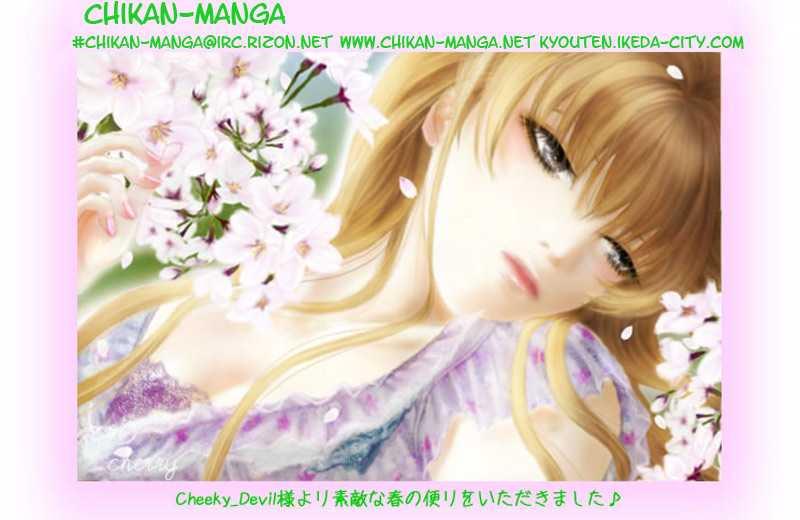 CHIKAN-MANGA
#CHIKAN-MANGA@IRC.RIZON.NET WWW.CHIKAN-MANGA.NET KYOUTEN.IKEDA-CITY.COM
cherry
Cheeky_Devil様より素敵な春の便りをいただきました♪